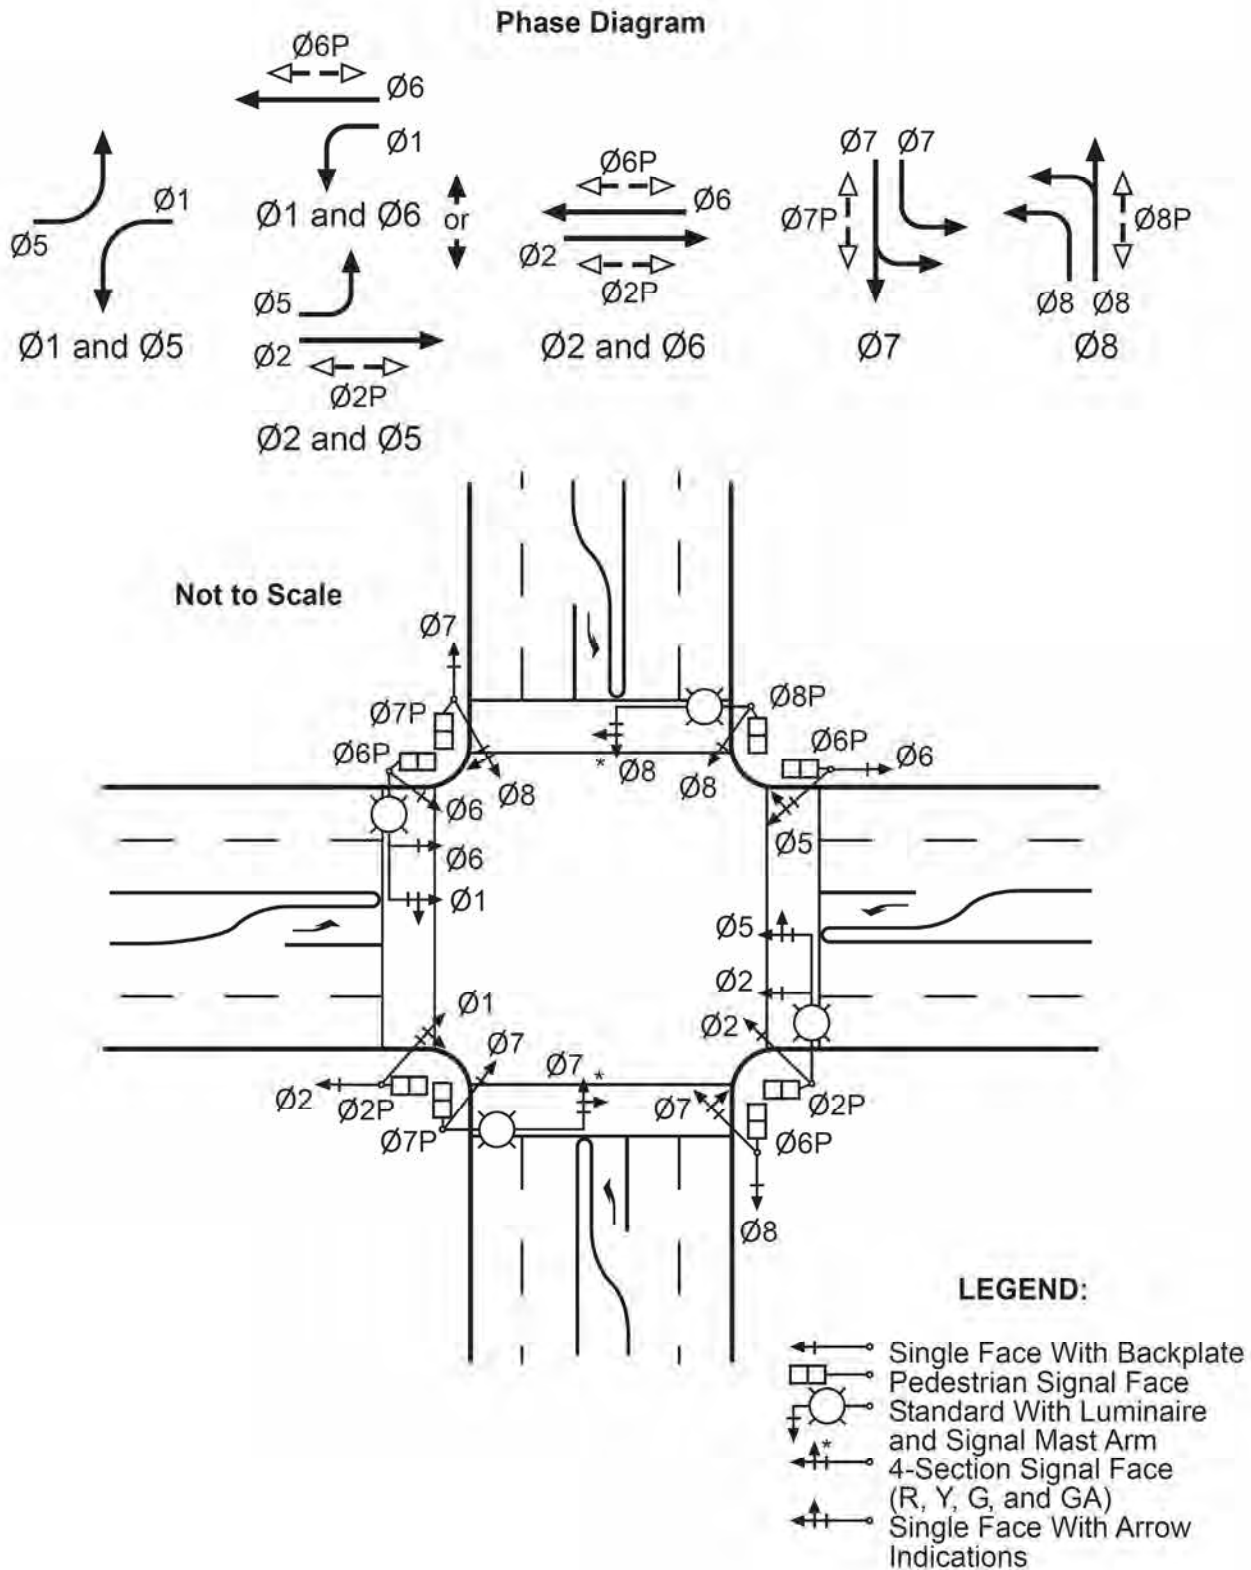 Phase Diagram
Ø6P
Ø6
Ø1
Ø1 and Ø6
or
Ø1
Ø5
Ø1 and Ø5
Ø5
Ø2
Ø2P
Ø2 and Ø5
Ø6P
Ø6
Ø2
Ø2P
Ø2 and Ø6
Ø7 Ø7
Ø7P
Ø7
Ø8P
Ø8 Ø8
Ø8
Not to Scale
Ø7
Ø7P
Ø8P
Ø6P
Ø6P
Ø6
* Ø8
Ø8
Ø8
Ø6
Ø5
Ø6
Ø1
Ø5
Ø2
Ø1
Ø2
Ø7
Ø7 *
Ø7
Ø2
Ø2P
Ø2P
Ø7P
Ø6P
Ø8
LEGEND:
Single Face With Backplate
Pedestrian Signal Face
Standard With Luminaire
and Signal Mast Arm
*
4-Section Signal Face
(R, Y, G, and GA)
Single Face With Arrow
Indications